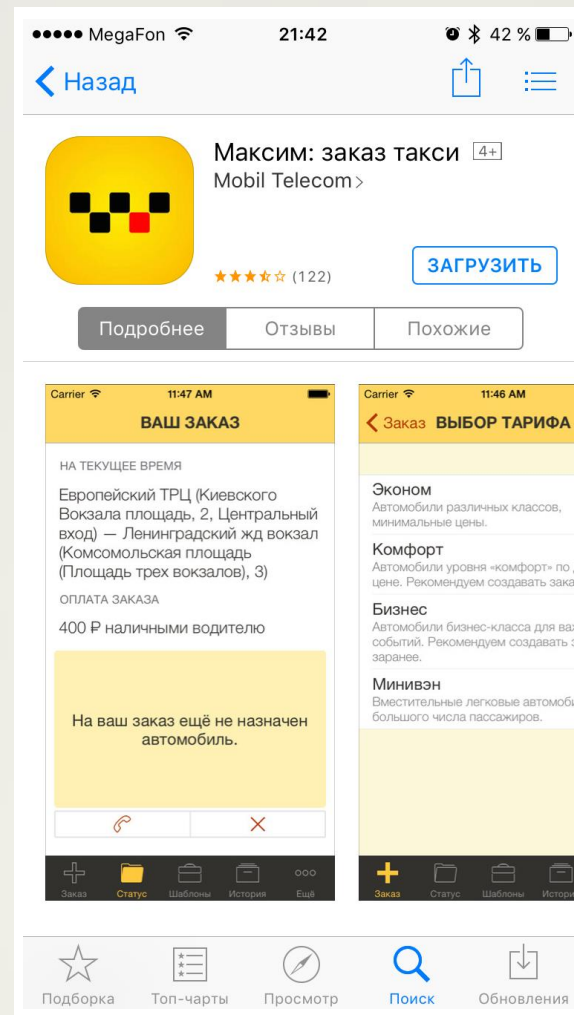 MegaFon 21:42 42 %
Назад
Максим: заказ такси 4+
Mobil Telecom
(122)
ЗАГРУЗИТЬ
Подробнее Отзывы Похожие
Carrier 11:47 AM
ВАШ ЗАКАЗ
НА ТЕКУЩЕЕ ВРЕМЯ
Европейский ТРЦ (Киевского
Вокзала площадь, 2, Центральный
вход) — Ленинградский жд вокзал
(Комсомольская площадь
(Площадь трех вокзалов), 3)
ОПЛАТА ЗАКАЗА
400 ₽ наличными водителю
На ваш заказ ещё не назначен
автомобиль.
Заказ Статус Шаблоны История Ещё
Carrier 11:46 AM
Заказ ВЫБОР ТАРИФА
Эконом
Автомобили различных классов,
минимальные цены.
Комфорт
Автомобили уровня «комфорт» по
цене. Рекомендуем создавать
Бизнес
Автомобили бизнес-класса для
событий. Рекомендуем создавать
заранее.
Минивэн
Вместительные легковые
большого числа пассажиров.
Заказ Статус Шаблоны
Подборка Топ-чарты Просмотр Поиск Обновления